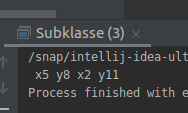 Subklasse (3) ×
/snap/intellij-idea-ult
x5 y8 x2 y11
Process finished with e